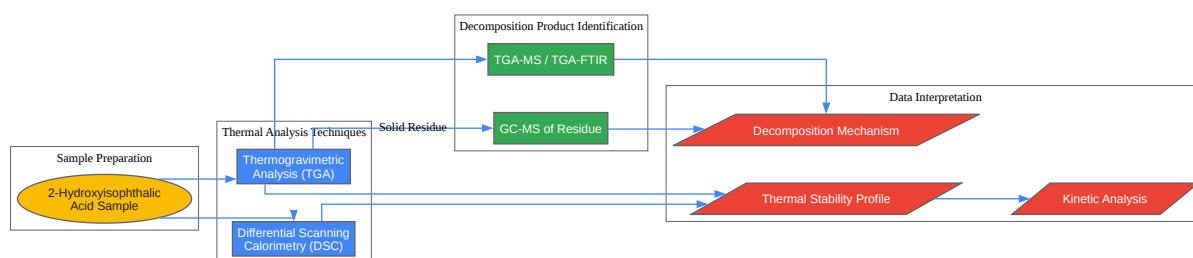 Sample Preparation
2-Hydroxyisophthalic
Acid Sample
Thermal Analysis Techniques
Thermogravimetric
Analysis (TGA)
Differential Scanning
Calorimetry (DSC)
Solid Residue
Decomposition Product Identification
TGA-MS / TGA-FTIR
GC-MS of Residue
Data Interpretation
Decomposition Mechanism
Thermal Stability Profile
Kinetic Analysis